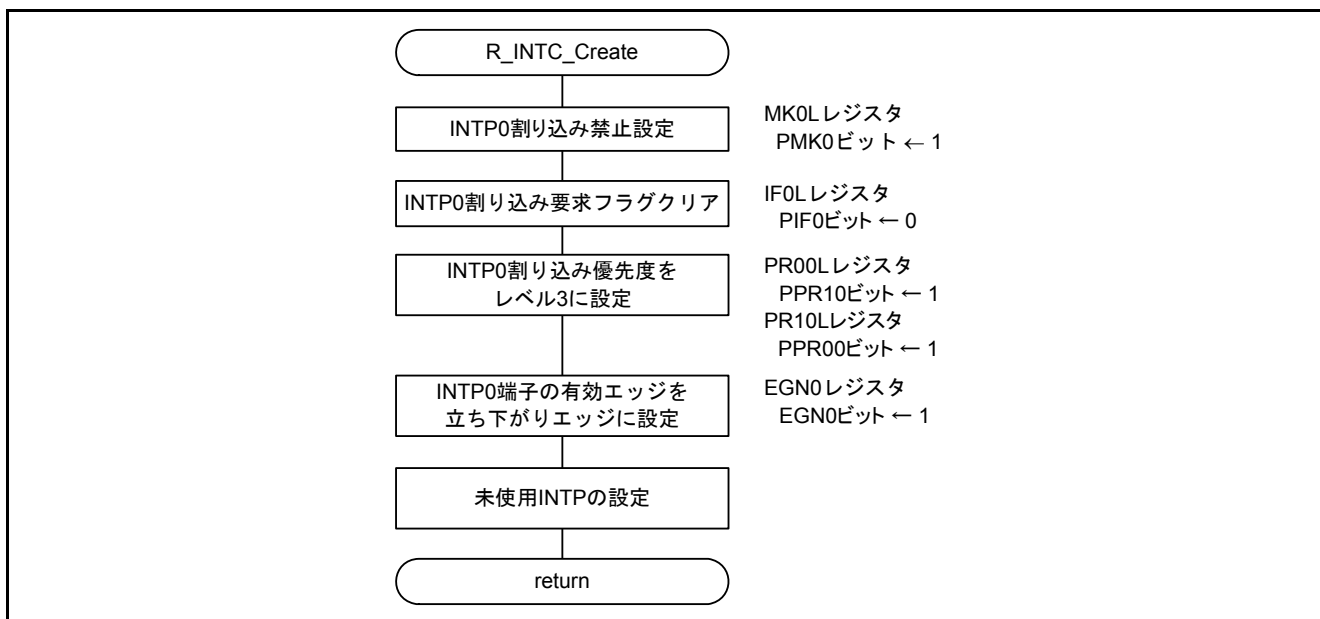 R_INTC_Create
INTP0割り込み禁止設定
MK0Lレジスタ
PMK0ビット ← 1
INTP0割り込み要求フラグクリア
IF0Lレジスタ
PIF0ビット ← 0
INTP0割り込み優先度を
レベル3に設定
PR00Lレジスタ
PPR10ビット ← 1
PR10Lレジスタ
PPR00ビット ← 1
INTP0端子の有効エッジを
立ち下がりエッジに設定
EGN0レジスタ
EGN0ビット ← 1
未使用INTPの設定
return